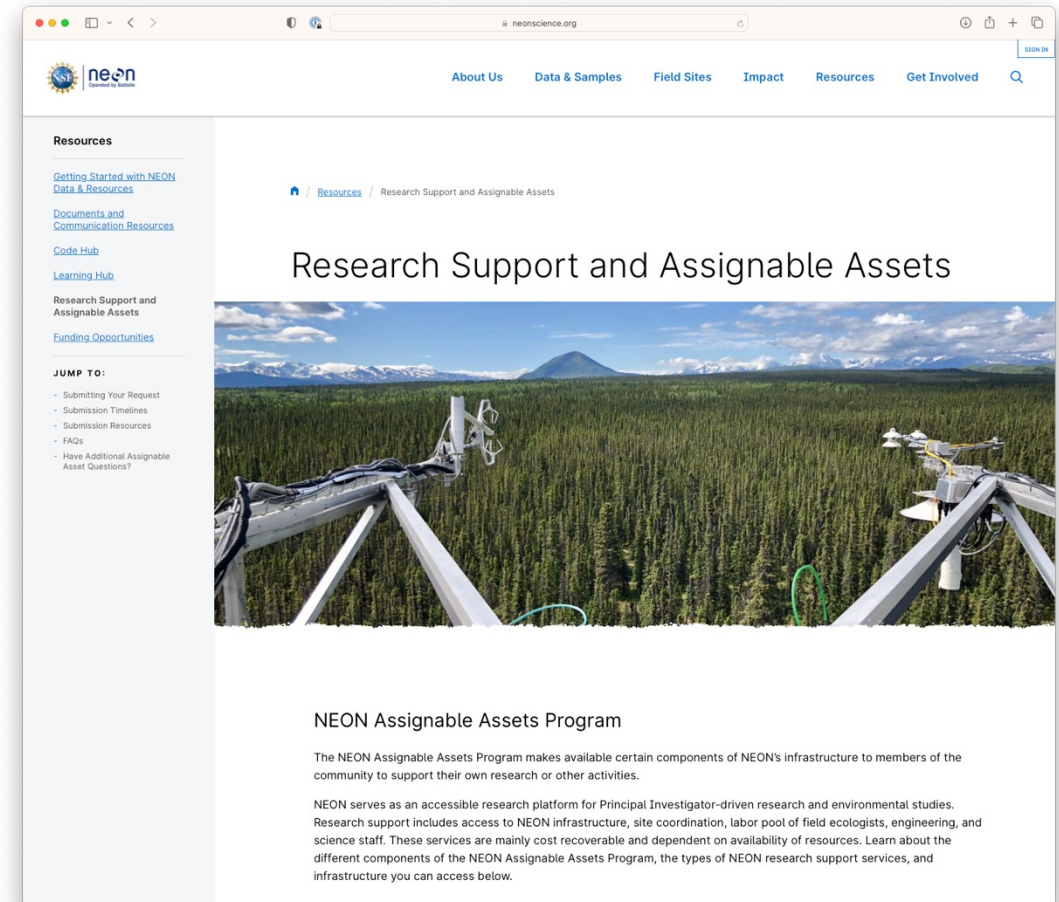 neonscience.org
SIGN IN
NSF
neon
Operated by Battelle
About Us
Data & Samples
Field Sites
Impact
Resources
Get Involved
Resources
Getting Started with NEON
Data & Resources
Documents and
Communication Resources
Code Hub
Learning Hub
Research Support and
Assignable Assets
Funding Opportunities
JUMP TO:
- Submitting Your Request
- Submission Timelines
- Submission Resources
- FAQs
- Have Additional Assignable
Asset Questions?
/ Resources / Research Support and Assignable Assets
Research Support and Assignable Assets
NEON Assignable Assets Program
The NEON Assignable Assets Program makes available certain components of NEON's infrastructure to members of the
community to support their own research or other activities.
NEON serves as an accessible research platform for Principal Investigator-driven research and environmental studies.
Research support includes access to NEON infrastructure, site coordination, labor pool of field ecologists, engineering, and
science staff. These services are mainly cost recoverable and dependent on availability of resources. Learn about the
different components of the NEON Assignable Assets Program, the types of NEON research support services, and
infrastructure you can access below.